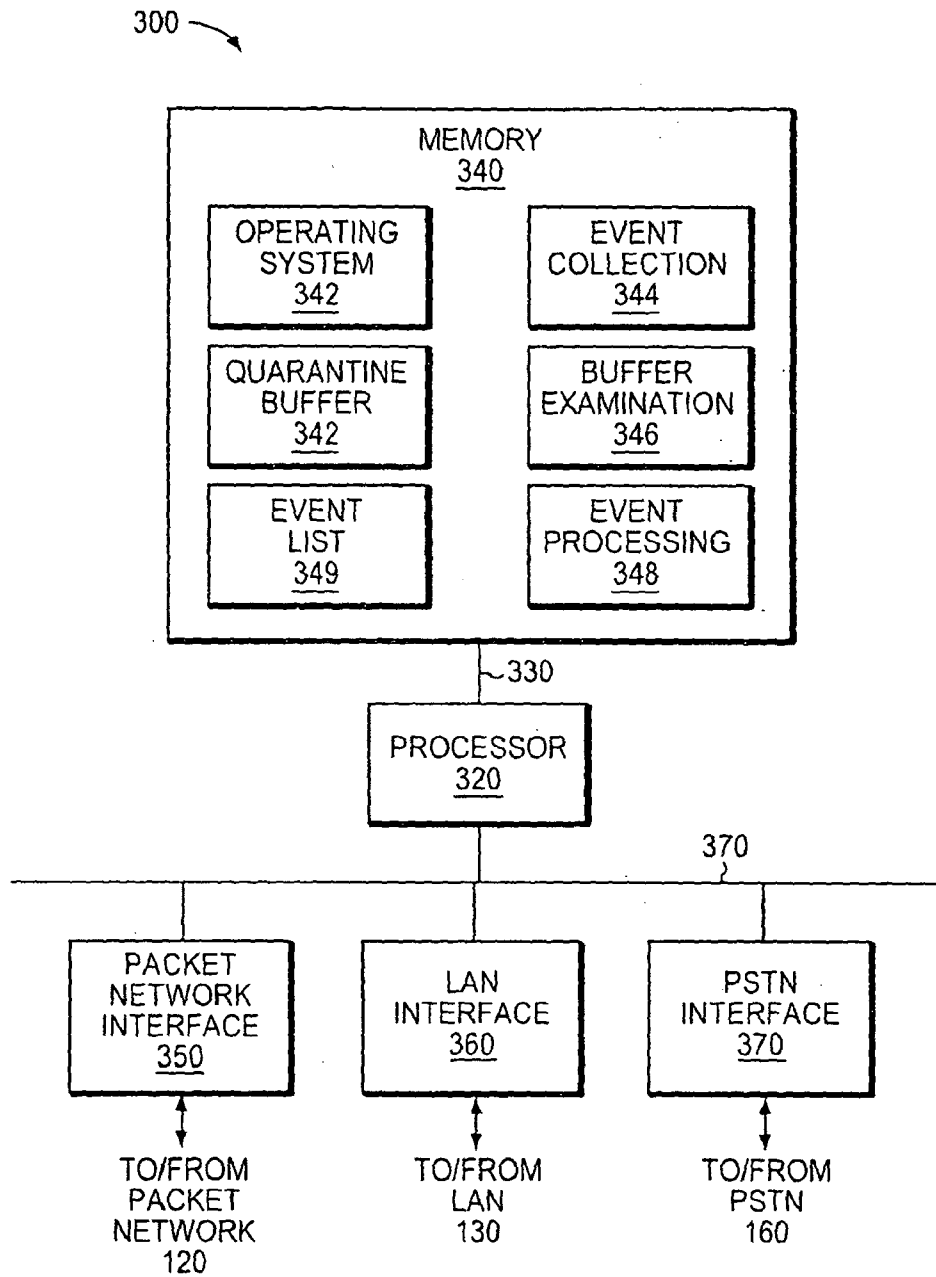 300
MEMORY
340
OPERATING
SYSTEM
342
EVENT
COLLECTION
344
QUARANTINE
BUFFER
342
BUFFER
EXAMINATION
346
EVENT
LIST
349
EVENT
PROCESSING
348
330
PROCESSOR
320
370
PACKET
NETWORK
INTERFACE
350
LAN
INTERFACE
360
PSTN
INTERFACE
370
TO/FROM
PACKET
NETWORK
120
TO/FROM
LAN
130
TO/FROM
PSTN
160